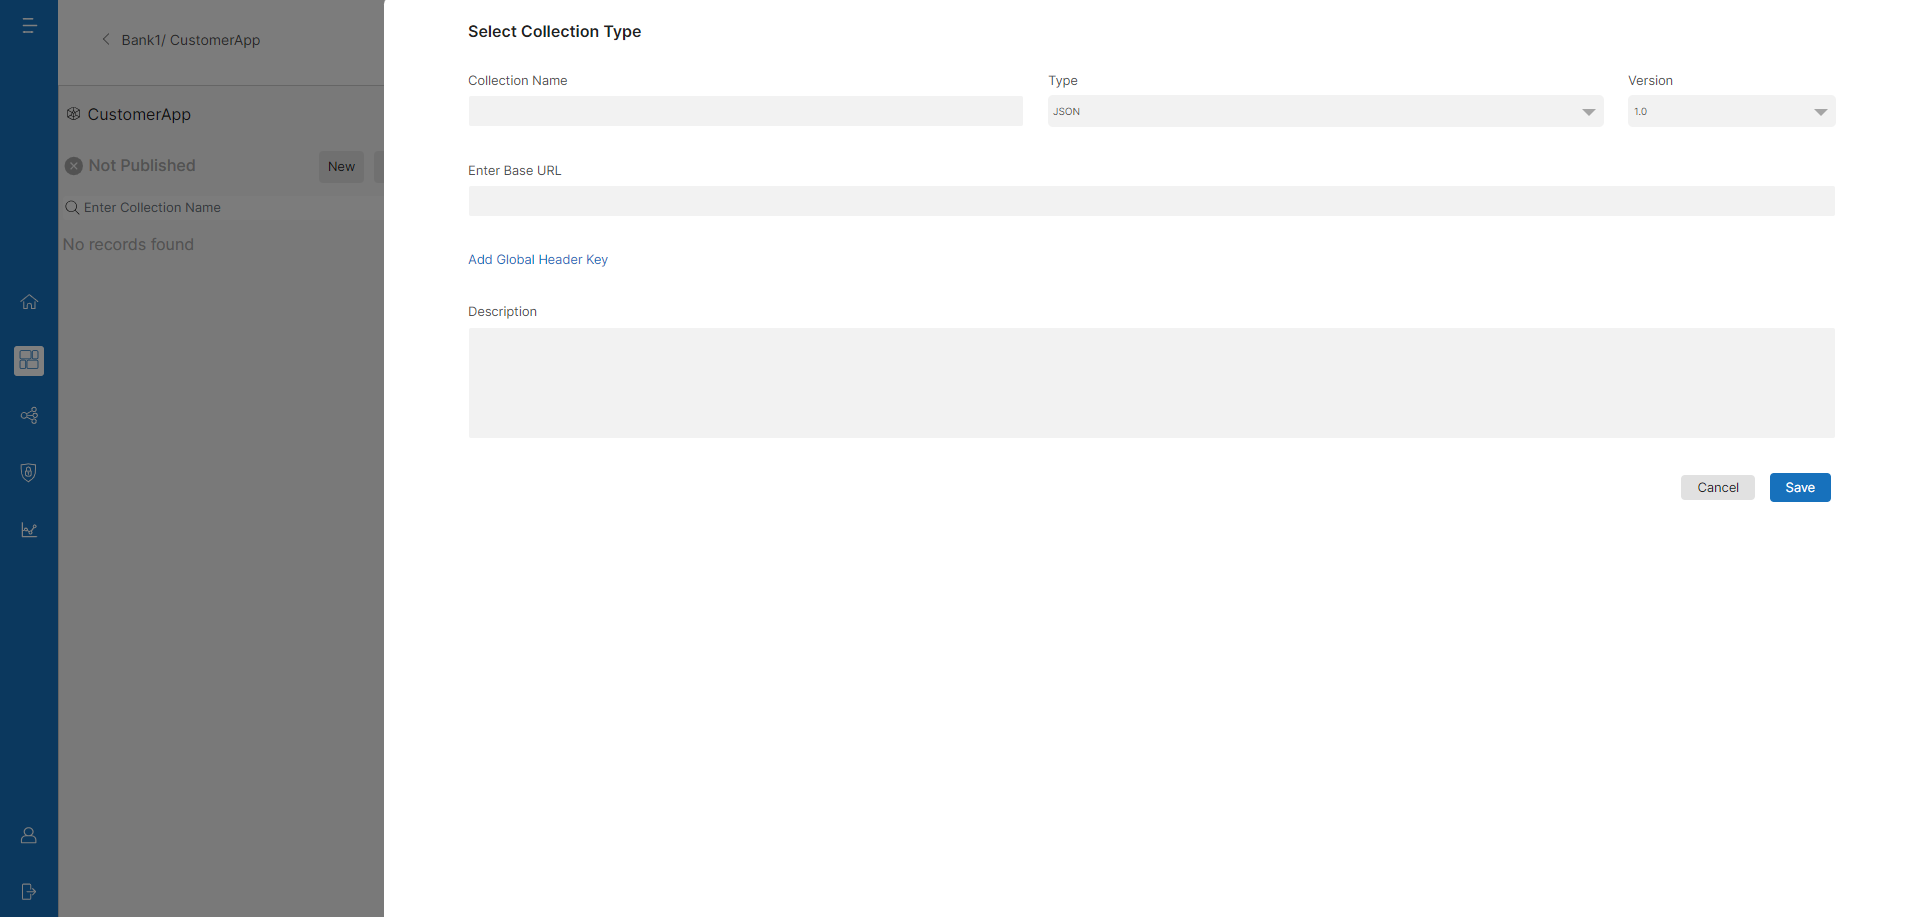 Bank1/ CustomerApp
CustomerApp
Not Published
New
Enter Collection Name
No records found
Select Collection Type
Collection Name
Type
Version
JSON
1.0
Enter Base URL
Add Global Header Key
Description
Cancel
Save